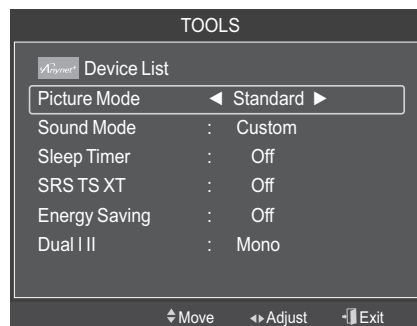 TOOLS
Anynet+ Device List
Picture Mode ◄ Standard ►
Sound Mode : Custom
Sleep Timer : Off
SRS TS XT : Off
Energy Saving : Off
Dual I II : Mono
Move Adjust Exit